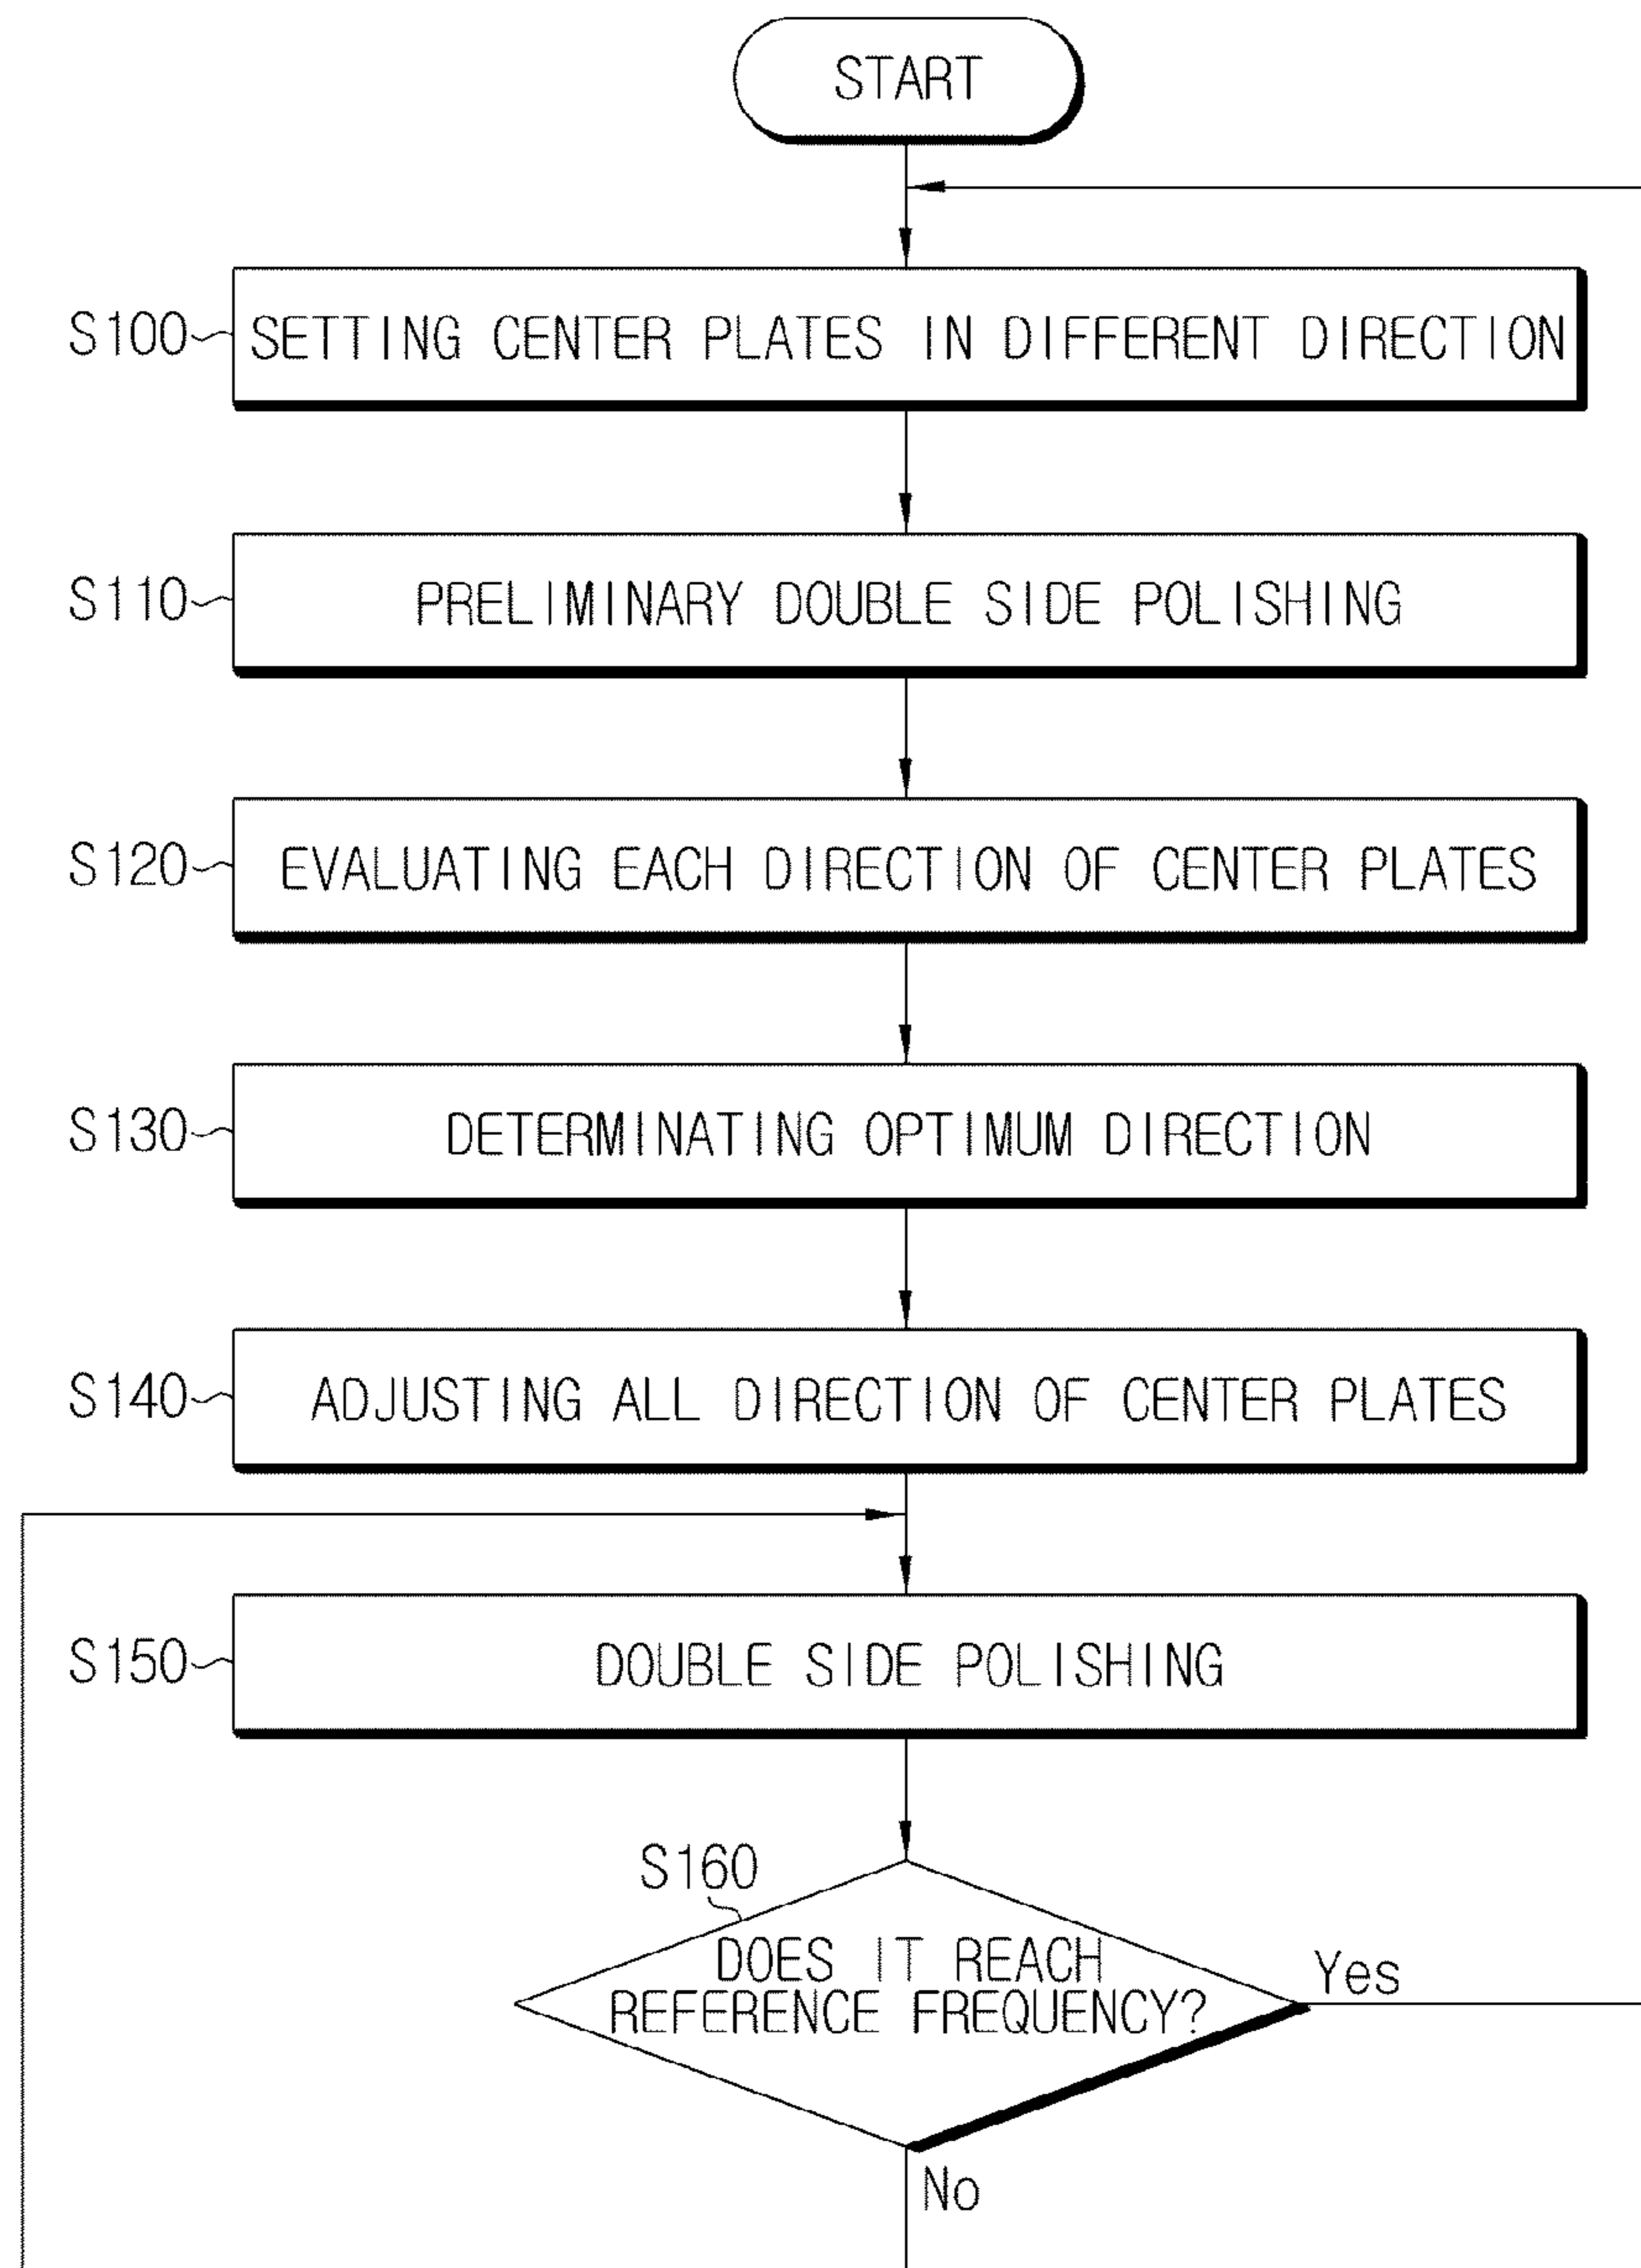 START
S100 SETTING CENTER PLATES IN DIFFERENT DIRECTION
S110 PRELIMINARY DOUBLE SIDE POLISHING
S120 EVALUATING EACH DIRECTION OF CENTER PLATES
S130 DETERMINATING OPTIMUM DIRECTION
S140 ADJUSTING ALL DIRECTION OF CENTER PLATES
S150 DOUBLE SIDE POLISHING
S160
DOES IT REACH
REFERENCE FREQUENCY?
Yes
No